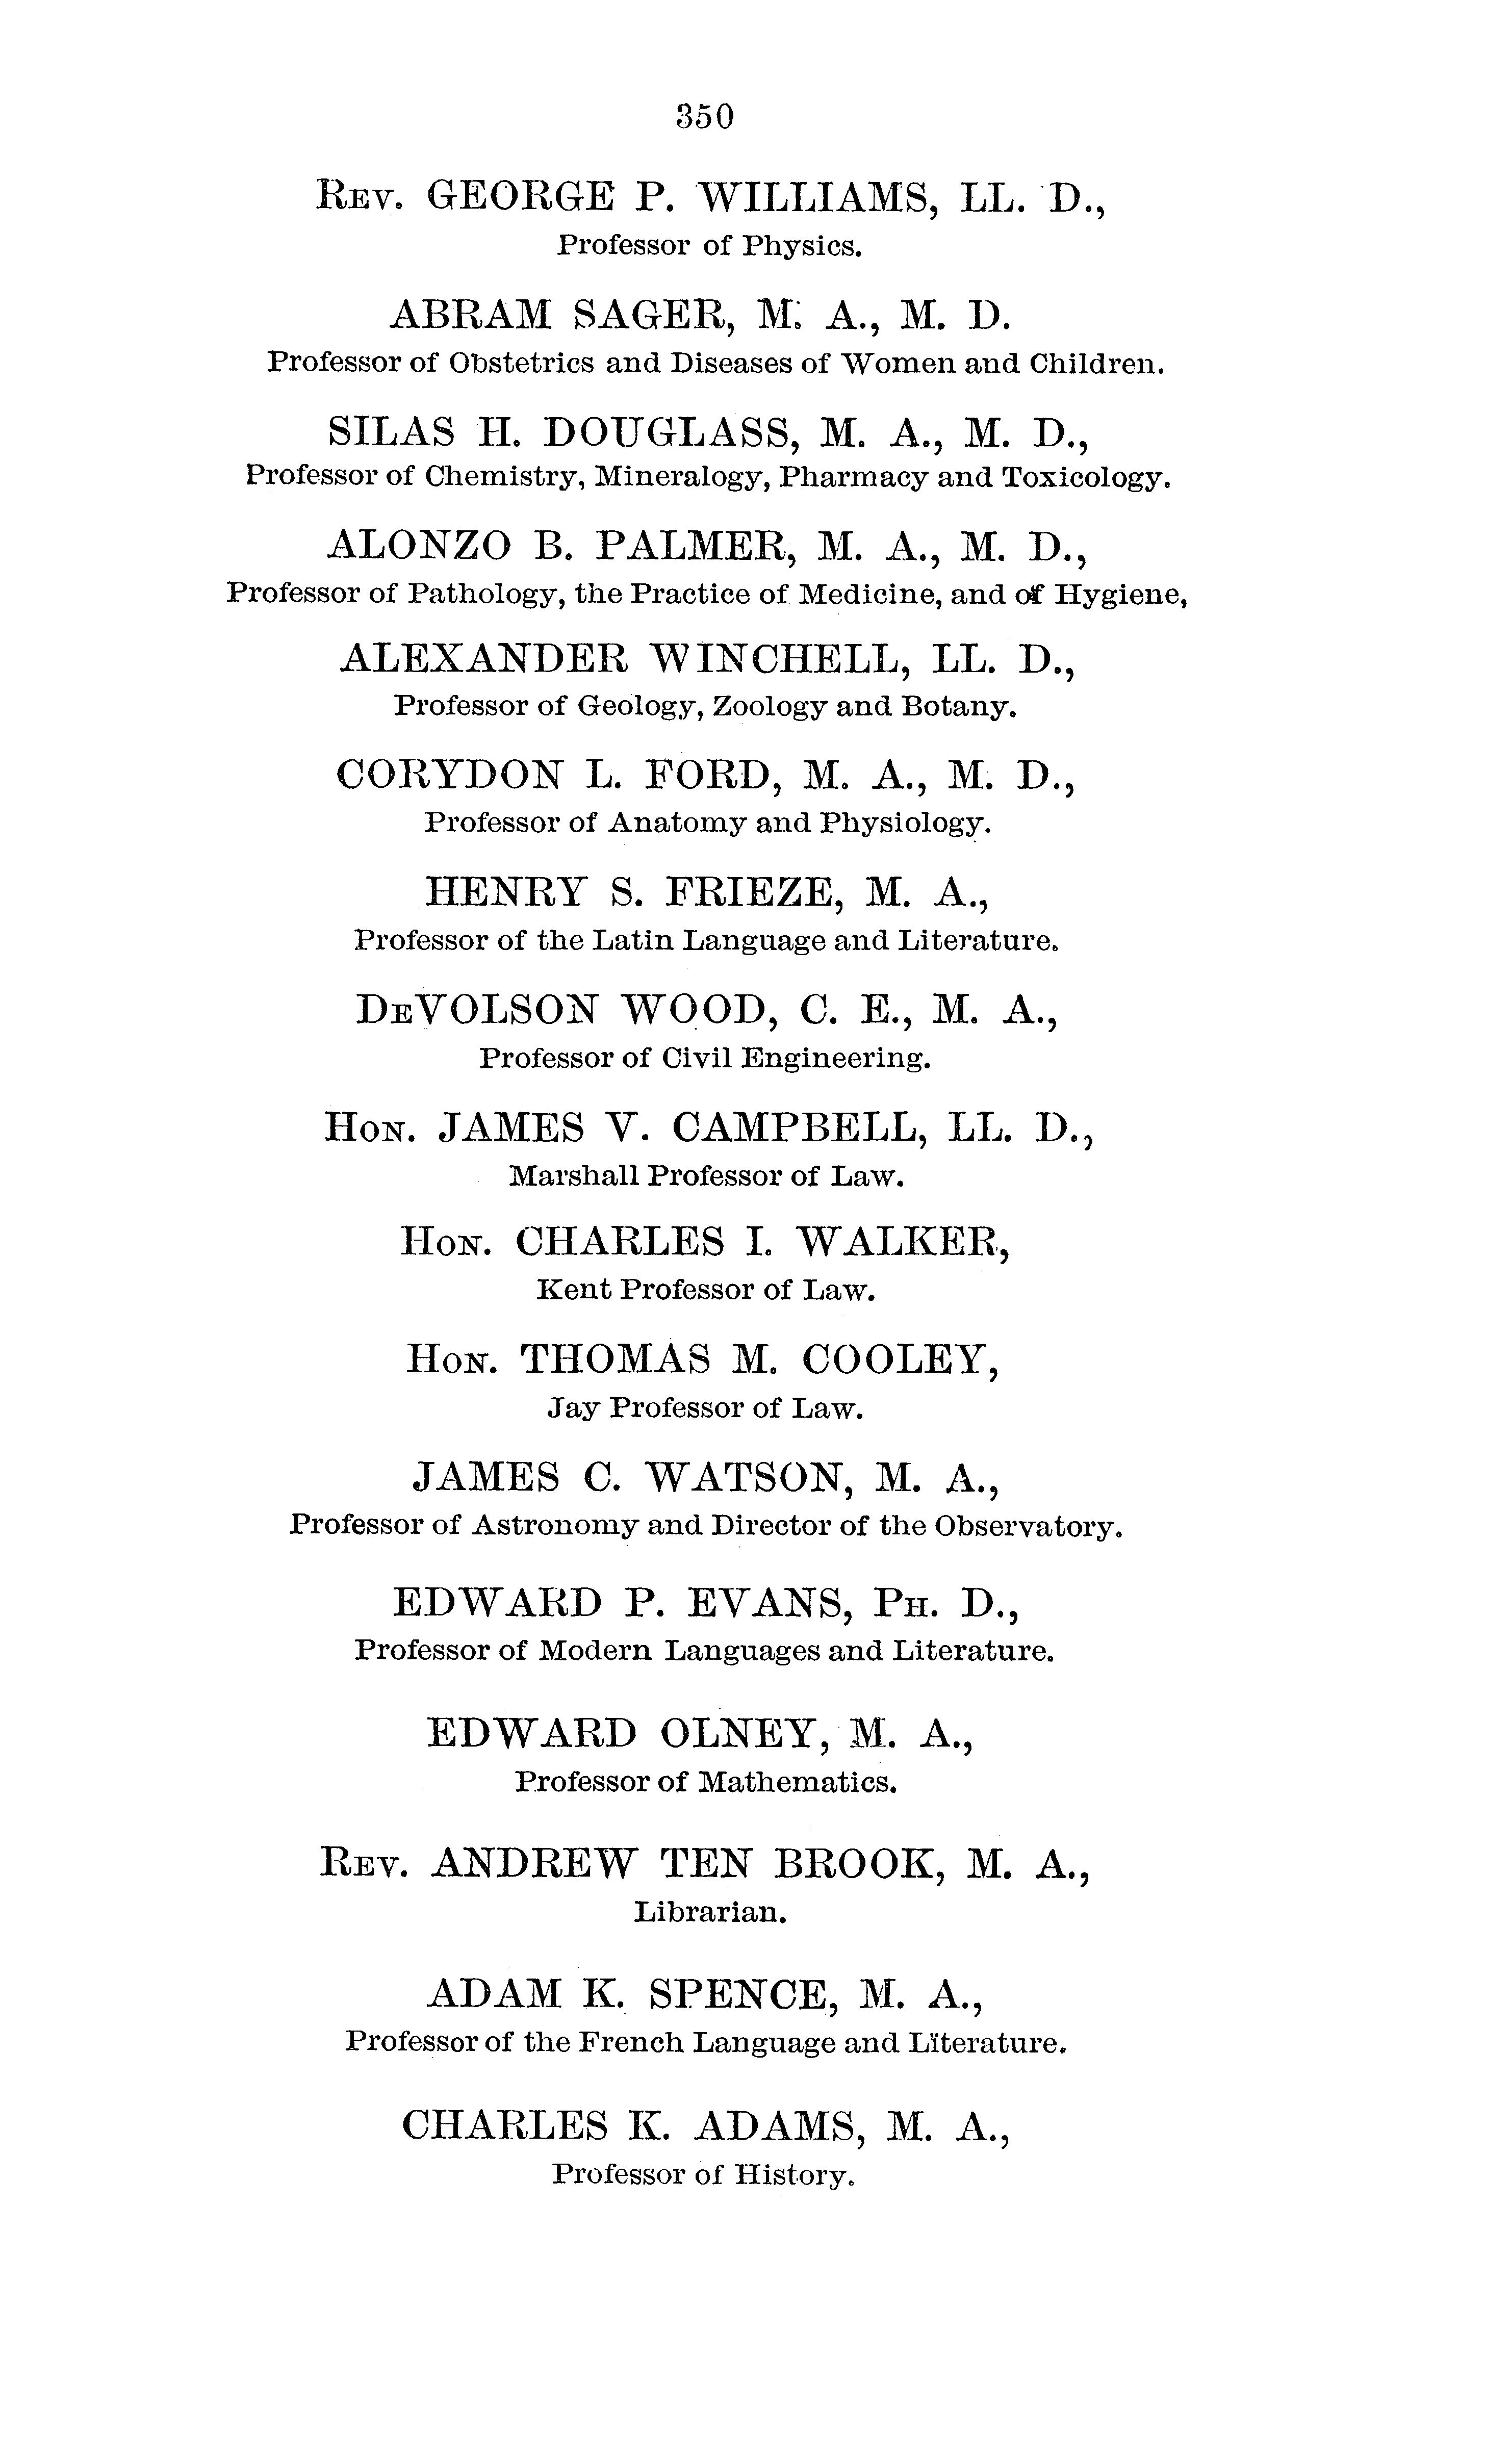 350
REV. GEORGE P. WILLIAMS, LL. D.,
Professor of Physics.
ABRAM SAGER, M. A., M. D.
Professor of Obstetrics and Diseases of Women and Children.
SILAS H. DOUGLASS, M. A., M. D.,
Professor of Chemistry, Mineralogy, Pharmacy and Toxicology.
ALONZO B. PALMER, M. A., M. D.,
Professor of Pathology, the Practice of Medicine, and of Hygiene,
ALEXANDER WINCHELL, LL. D.,
Professor of Geology, Zoology and Botany.
CORYDON L. FORD, M. A., M. D.,
Professor of Anatomy and Physiology.
HENRY S. FRIEZE, M. A.,
Professor of the Latin Language and Literature.
DEVOLSON WOOD, C. E., M. A.,
Professor of Civil Engineering.
HON. JAMES V. CAMPBELL, LL. D.,
Marshall Professor of Law.
HON. CHARLES I. WALKER,
Kent Professor of Law.
HON. THOMAS M. COOLEY,
Jay Professor of Law.
JAMES C. WATSON, M. A.,
Professor of Astronomy and Director of the Observatory.
EDWARD P. EVANS, PH. D.,
Professor of Modern Languages and Literature.
EDWARD OLNEY, M. A.,
Professor of Mathematics.
REV. ANDREW TEN BROOK, M. A.,
Librarian.
ADAM K. SPENCE, M. A.,
Professor of the French Language and Literature.
CHARLES K. ADAMS, M. A.,
Professor of History.